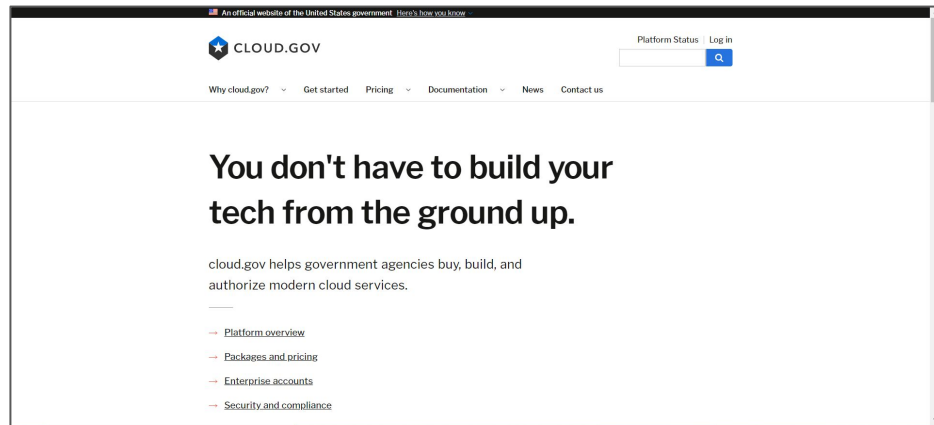 An official website of the United States government Here's how you know
CLOUD.GOV
Platform Status Log in
Why cloud.gov? Get started Pricing Documentation News Contact us
You don't have to build your
tech from the ground up.
cloud.gov helps government agencies buy, build, and
authorize modern cloud services.
→ Platform overview
→ Packages and pricing
→ Enterprise accounts
→ Security and compliance